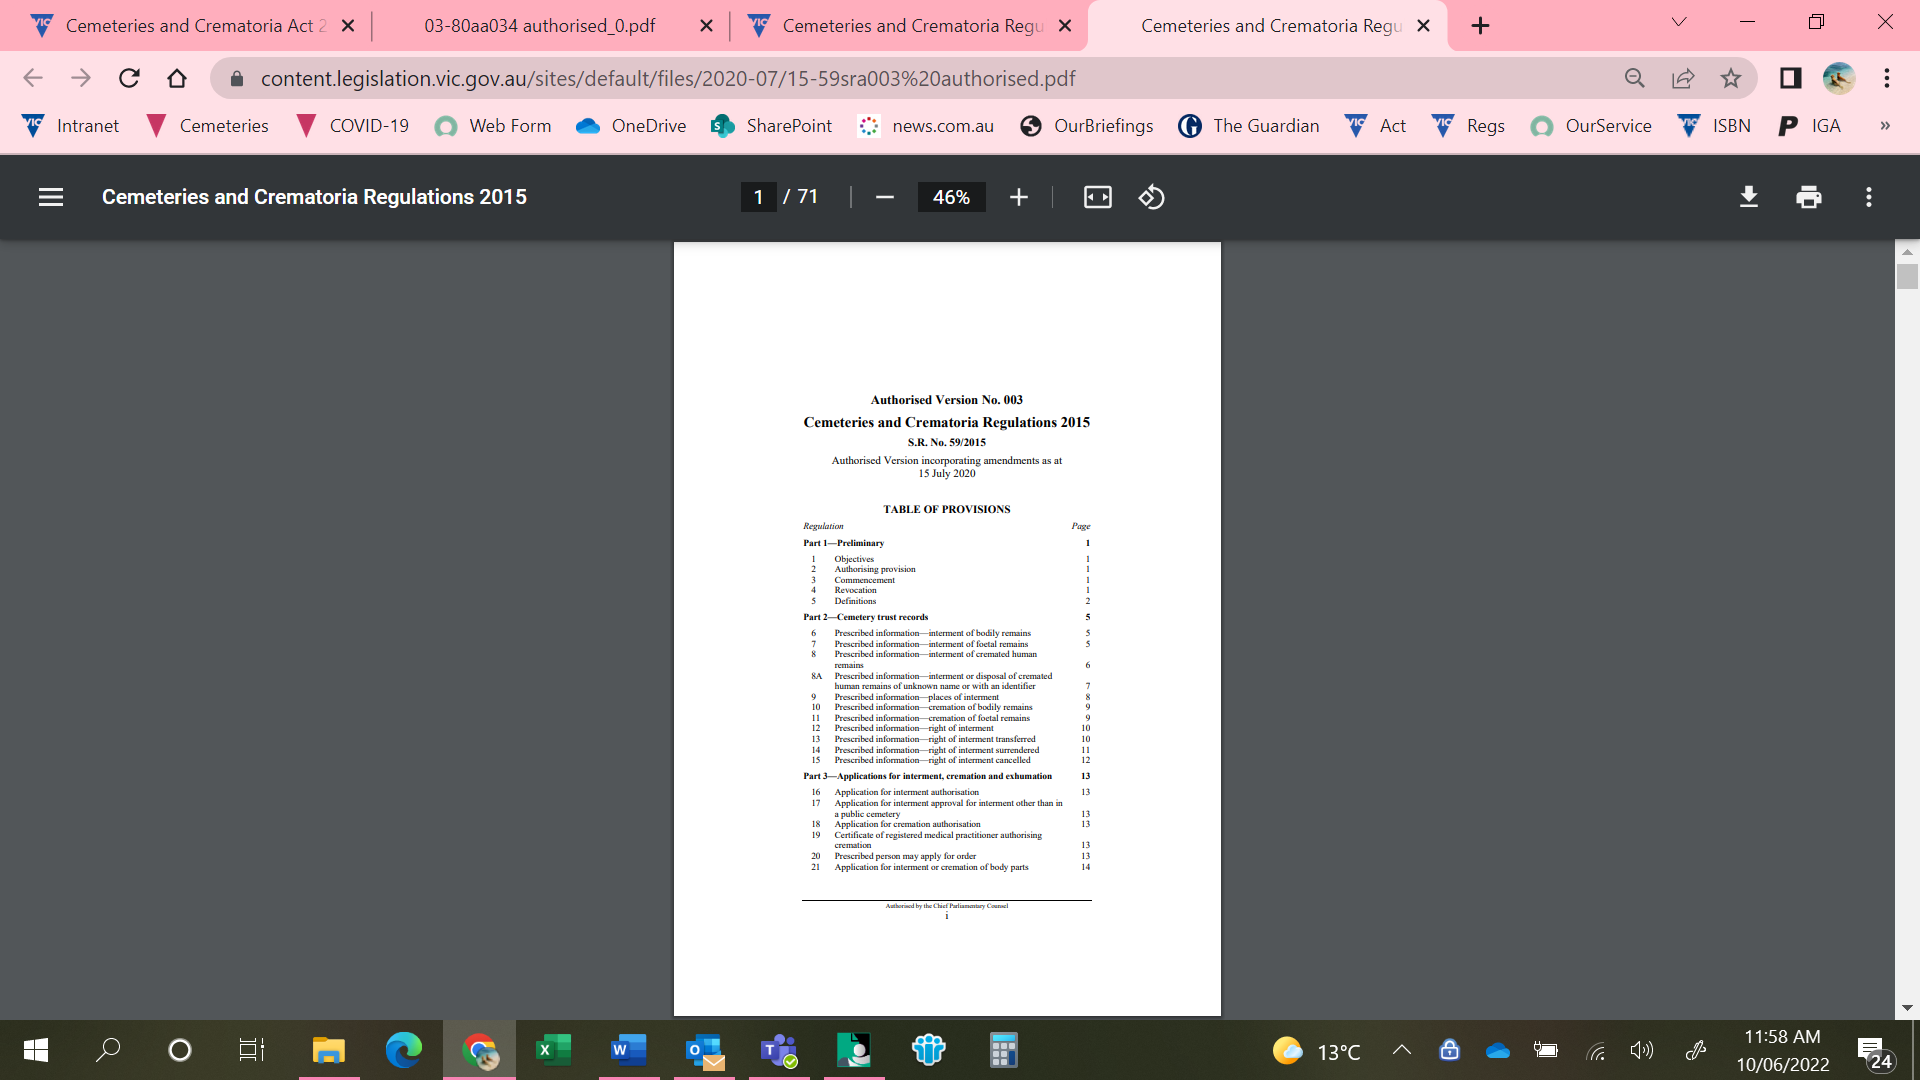 Cemeteries and Crematoria Act 2
03-80aa034 authorised_0.pdf
Cemeteries and Crematoria Regu
Cemeteries and Crematoria Regu
content.legislation.vic.gov.au/sites/default/files/2020-07/15-59sra003%20authorised.pdf
Intranet Cemeteries COVID-19 Web Form OneDrive SharePoint news.com.au OurBriefings The Guardian Act Regs OurService ISBN IGA »
Cemeteries and Crematoria Regulations 2015
1 / 71
46%
Authorised Version No. 003
Cemeteries and Crematoria Regulations 2015
S.R. No. 59/2015
Authorised Version incorporating amendments as at
15 July 2020
TABLE OF PROVISIONS
Regulation Page
Part 1—Preliminary 1
1 Objectives 1
2 Authorising provision 1
3 Commencement 1
4 Revocation 1
5 Definitions 2
Part 2—Cemetery trust records 5
6 Prescribed information—interment of bodily remains 5
7 Prescribed information—interment of foetal remains 5
8 Prescribed information—interment of cremated human
remains 6
8A Prescribed information—interment or disposal of cremated
human remains of unknown name or with an identifier 7
9 Prescribed information—places of interment 8
10 Prescribed information—cremation of bodily remains 9
11 Prescribed information—cremation of foetal remains 9
12 Prescribed information—right of interment 10
13 Prescribed information—right of interment transferred 10
14 Prescribed information—right of interment surrendered 11
15 Prescribed information—right of interment cancelled 12
Part 3—Applications for interment, cremation and exhumation 13
16 Application for interment authorisation 13
17 Application for interment approval for interment other than in
a public cemetery 13
18 Application for cremation authorisation 13
19 Certificate of registered medical practitioner authorising
cremation 13
20 Prescribed person may apply for order 13
21 Application for interment or cremation of body parts 14
Authorised by the Chief Parliamentary Counsel
i
13°C
11:58 AM
10/06/2022
24